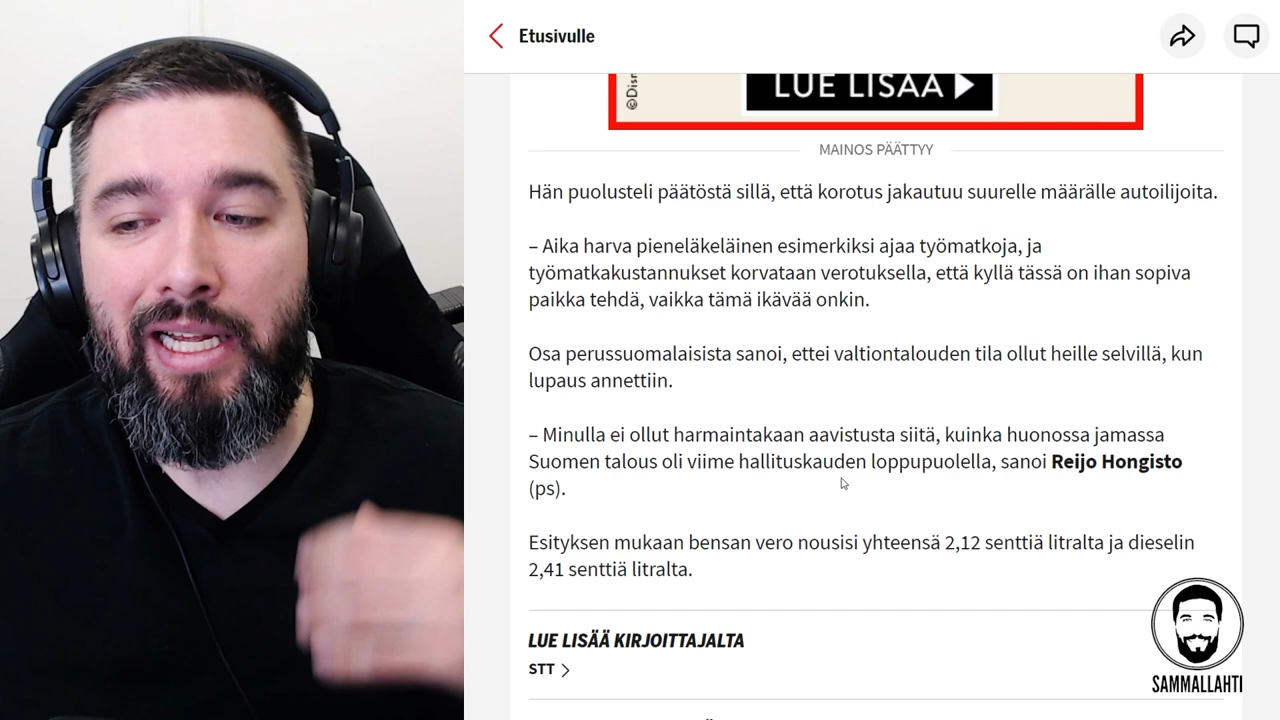 Etusivulle
©Disn
LUE LISÄÄ
MAINOS PÄÄTTYY
Hän puolusteli päätöstä sillä, että korotus jakautuu suurelle määrälle autoilijoita.
– Aika harva pieneläkeläinen esimerkiksi ajaa työmatkoja, ja
työmatkakustannukset korvataan verotuksella, että kyllä tässä on ihan sopiva
paikka tehdä, vaikka tämä ikävää onkin.
Osa perussuomalaisista sanoi, ettei valtiontalouden tila ollut heille selvillä, kun
lupaus annettiin.
– Minulla ei ollut harmaintakaan aavistusta siitä, kuinka huonossa jamassa
Suomen talous oli viime hallituskauden loppupuolella, sanoi Reijo Hongisto
(ps).
Esityksen mukaan bensan vero nousisi yhteensä 2,12 senttiä litralta ja dieselin
2,41 senttiä litralta.
LUE LISÄÄ KIRJOITTAJALTA
STT
SAMMALLAHTI